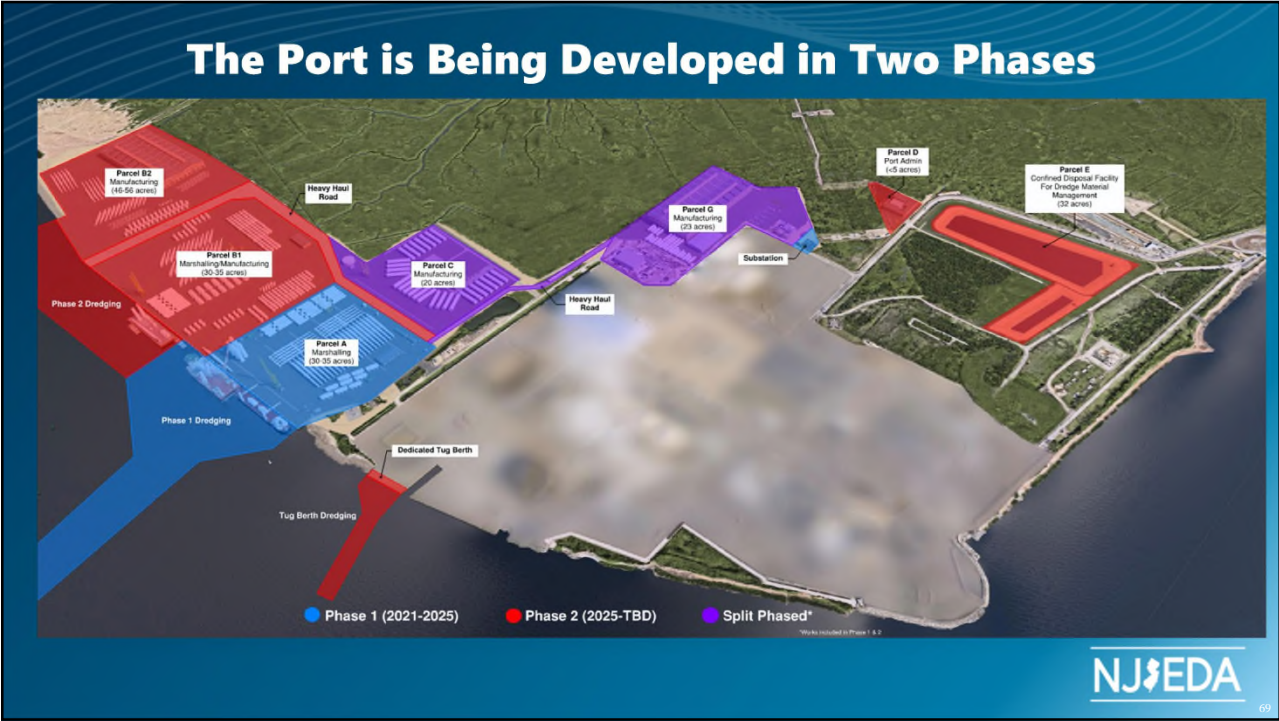 The Port is Being Developed in Two Phases
Parcel B2
Manufacturing
(46-56 acres)
Heavy Haul
Road
Parcel B1
Marshalling/Manufacturing
(30-35 acres)
Phase 2 Dredging
Parcel C
Manufacturing
(20 acres)
Parcel A
Marshalling
(30-35 acres)
Phase 1 Dredging
Heavy Haul
Road
Parcel G
Manufacturing
(23 acres)
Substation
Parcel D
Port Admin
(<5 acres)
Parcel E
Confined Disposal Facility
For Dredge Material
Management
(32 acres)
Dedicated Tug Berth
Tug Berth Dredging
Phase 1 (2021-2025)
Phase 2 (2025-TBD)
Split Phased*
*Works included in Phase 1 & 2
NJEDA
69